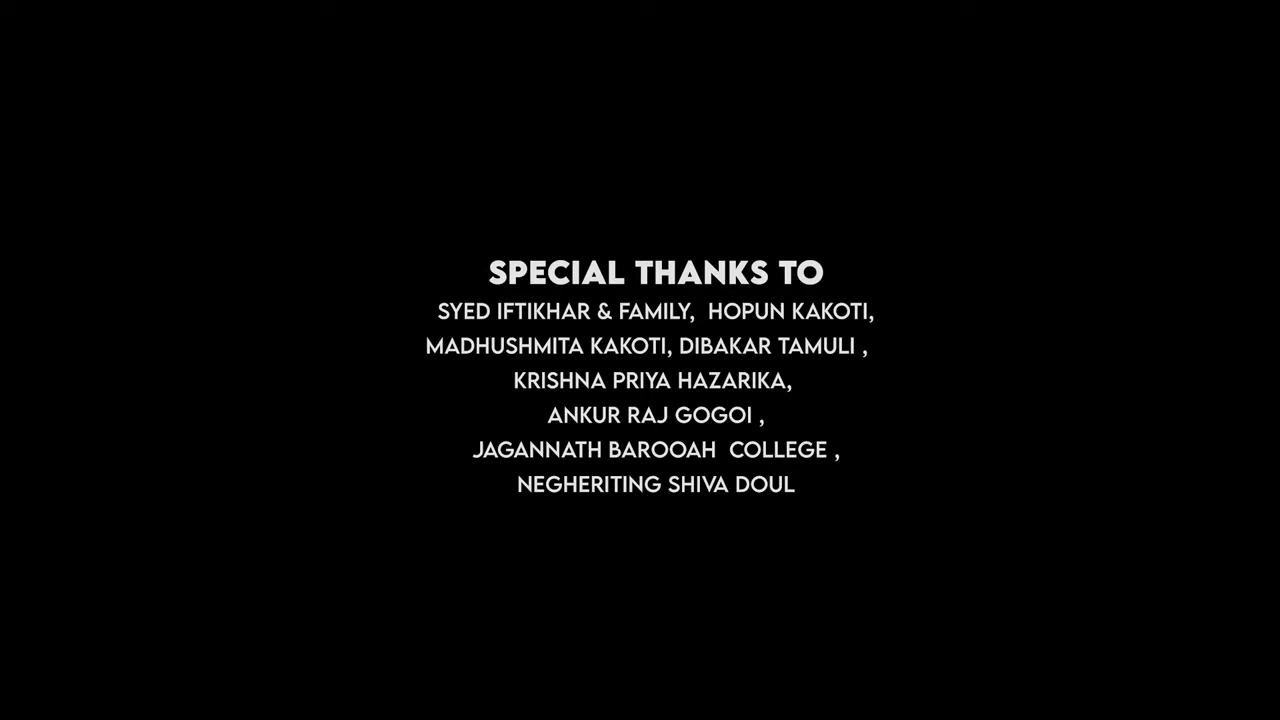 SPECIAL THANKS TO
SYED IFTIKHAR & FAMILY,  HOPUN KAKOTI,
MADHUSHMITA KAKOTI, DIBAKAR TAMULI ,
KRISHNA PRIYA HAZARIKA,
ANKUR RAJ GOGOI ,
JAGANNATH BAROOAH  COLLEGE ,
NEGHERITING SHIVA DOUL